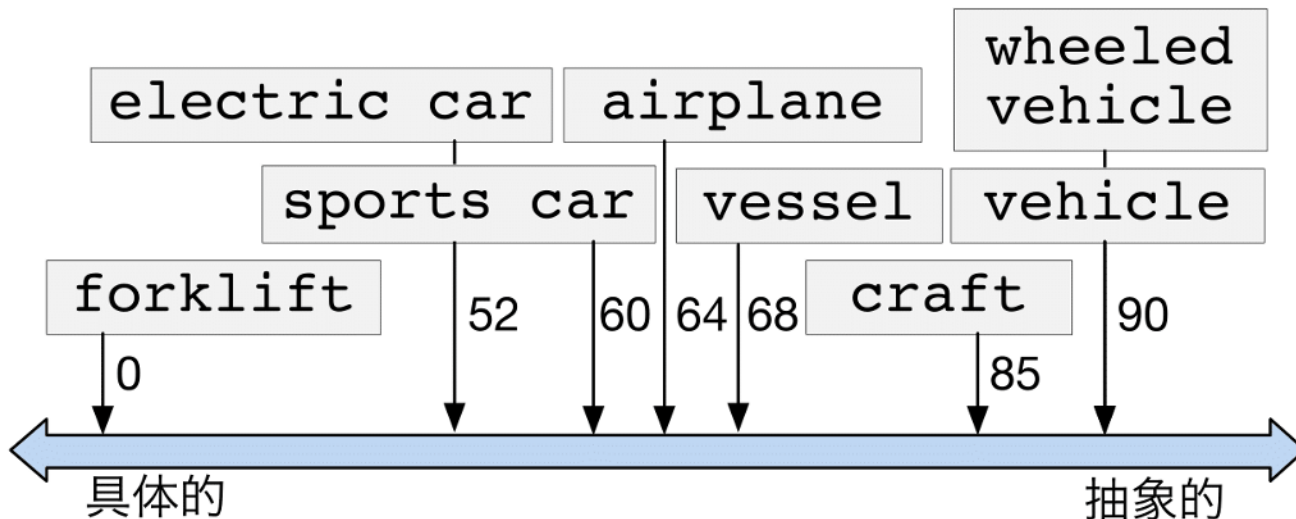 wheeled
vehicle
electric car
airplane
sports car
vessel
vehicle
forklift
craft
52
60
64
68
90
0
85
具体的
抽象的